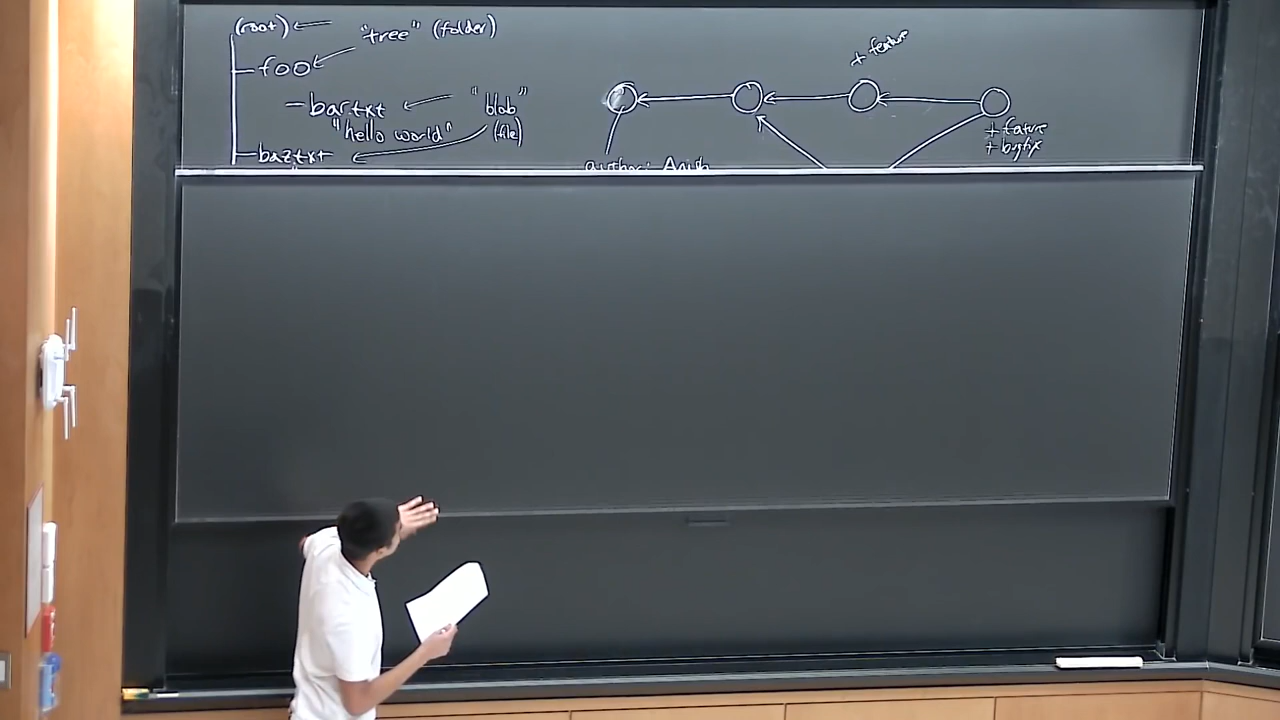 (root)
"tree" (folder)
foo
bar.txt
"blob"
"hello world"
(file)
baz.txt
+ feature
+ feature
+ bugfix
author: Anish